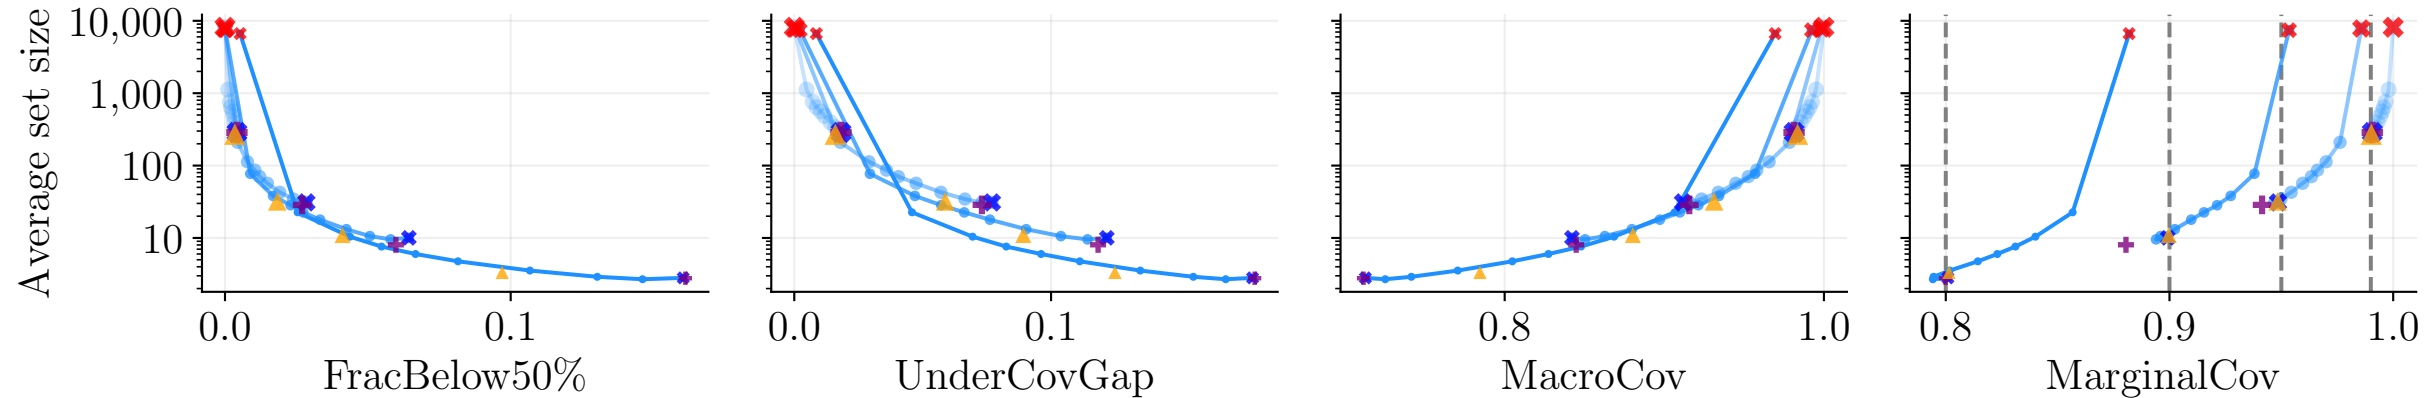 Average set size
10,000
1,000
100
10
0.0 0.1
FracBelow50%
0.0 0.1
UnderCovGap
0.8 1.0
MacroCov
0.8 0.9 1.0
MarginalCov